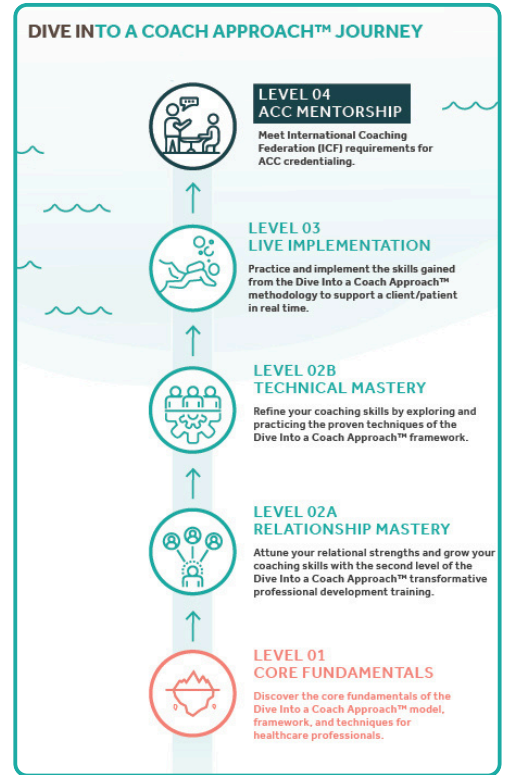 DIVE INTO A COACH APPROACH™ JOURNEY
LEVEL 04
ACC MENTORSHIP
Meet International Coaching
Federation (ICF) requirements for
ACC credentialing.
LEVEL 03
LIVE IMPLEMENTATION
Practice and implement the skills gained
from the Dive Into a Coach Approach™
methodology to support a client/patient
in real time.
LEVEL 02B
TECHNICAL MASTERY
Refine your coaching skills by exploring and
practicing the proven techniques of the
Dive Into a Coach Approach™ framework.
LEVEL 02A
RELATIONSHIP MASTERY
Attune your relational strengths and grow your
coaching skills with the second level of the
Dive Into a Coach Approach™ transformative
professional development training.
LEVEL 01
CORE FUNDAMENTALS
Discover the core fundamentals of the
Dive Into a Coach Approach™ model,
framework, and techniques for
healthcare professionals.